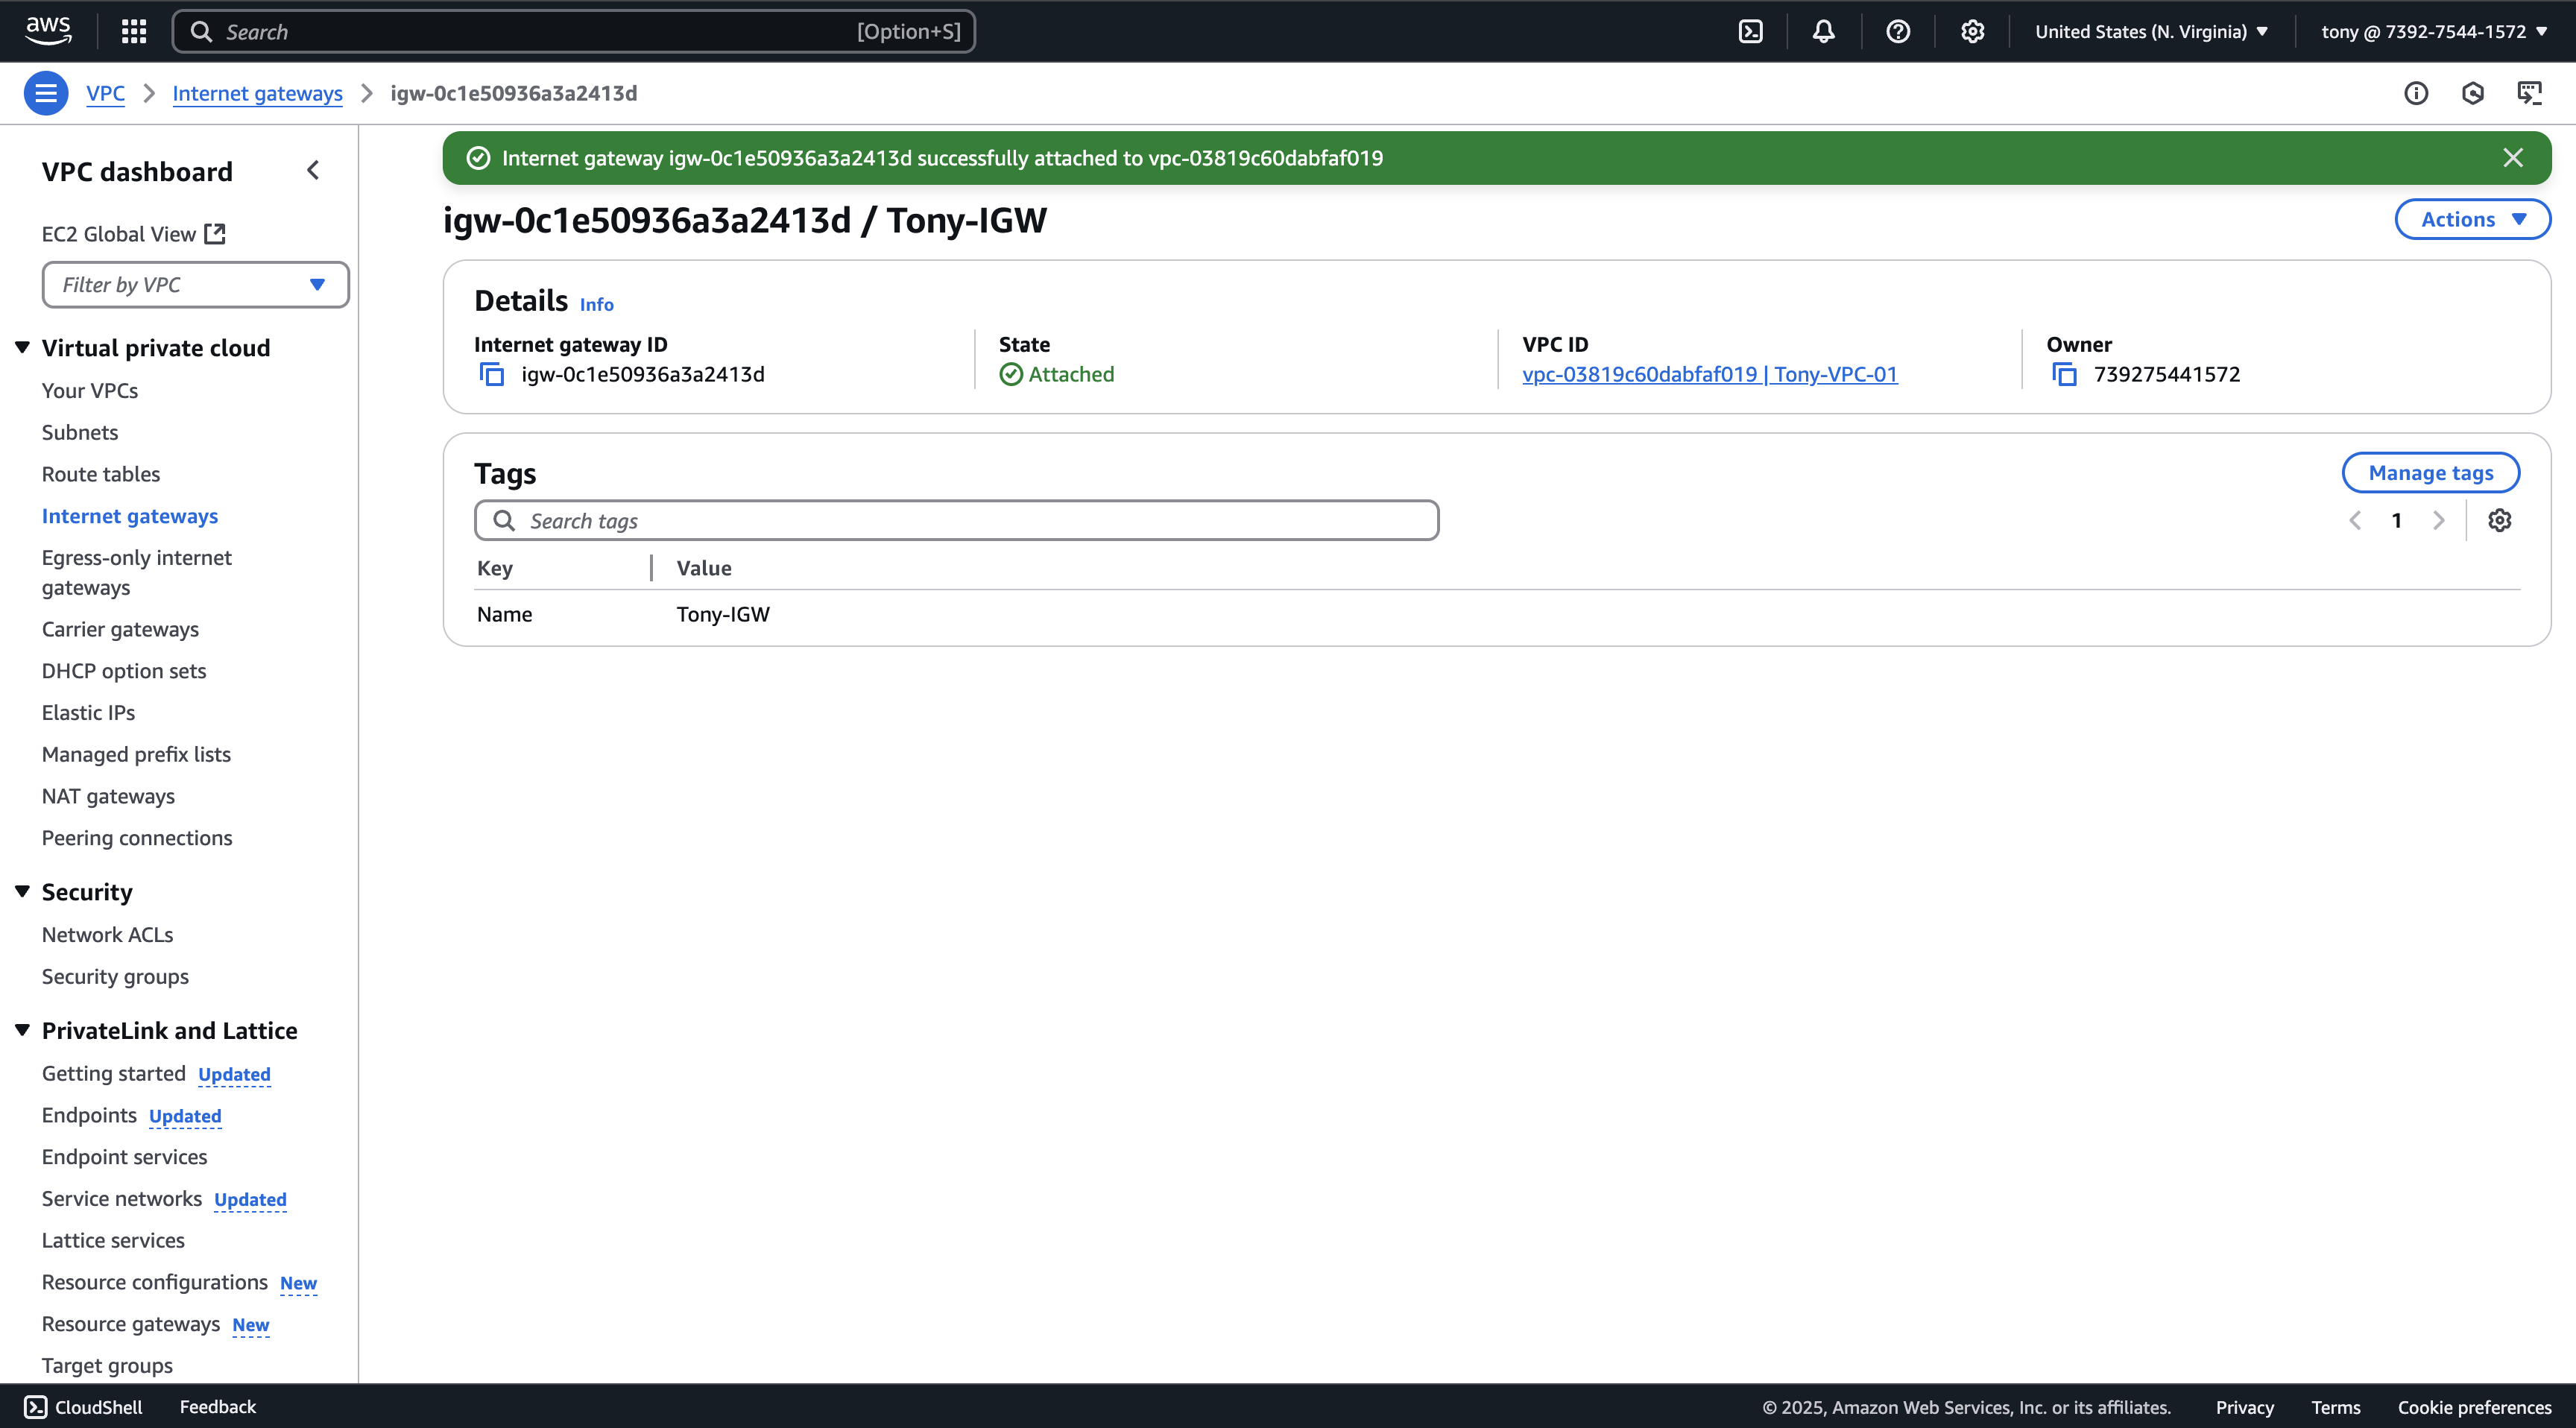 aws
Search [Option+S]
United States (N. Virginia)
tony @ 7392-7544-1572
VPC
Internet gateways
igw-0c1e50936a3a2413d
VPC dashboard
EC2 Global View
Filter by VPC
Virtual private cloud
Your VPCs
Subnets
Route tables
Internet gateways
Egress-only internet
gateways
Carrier gateways
DHCP option sets
Elastic IPs
Managed prefix lists
NAT gateways
Peering connections
Security
Network ACLs
Security groups
PrivateLink and Lattice
Getting started Updated
Endpoints Updated
Endpoint services
Service networks Updated
Lattice services
Resource configurations New
Resource gateways New
Target groups
Internet gateway igw-0c1e50936a3a2413d successfully attached to vpc-03819c60dabfaf019
igw-0c1e50936a3a2413d / Tony-IGW
Actions
Details Info
Internet gateway ID
igw-0c1e50936a3a2413d
State
Attached
VPC ID
vpc-03819c60dabfaf019 | Tony-VPC-01
Owner
739275441572
Tags
Manage tags
Search tags
1
Key Value
Name Tony-IGW
CloudShell
Feedback
© 2025, Amazon Web Services, Inc. or its affiliates.
Privacy
Terms
Cookie preferences